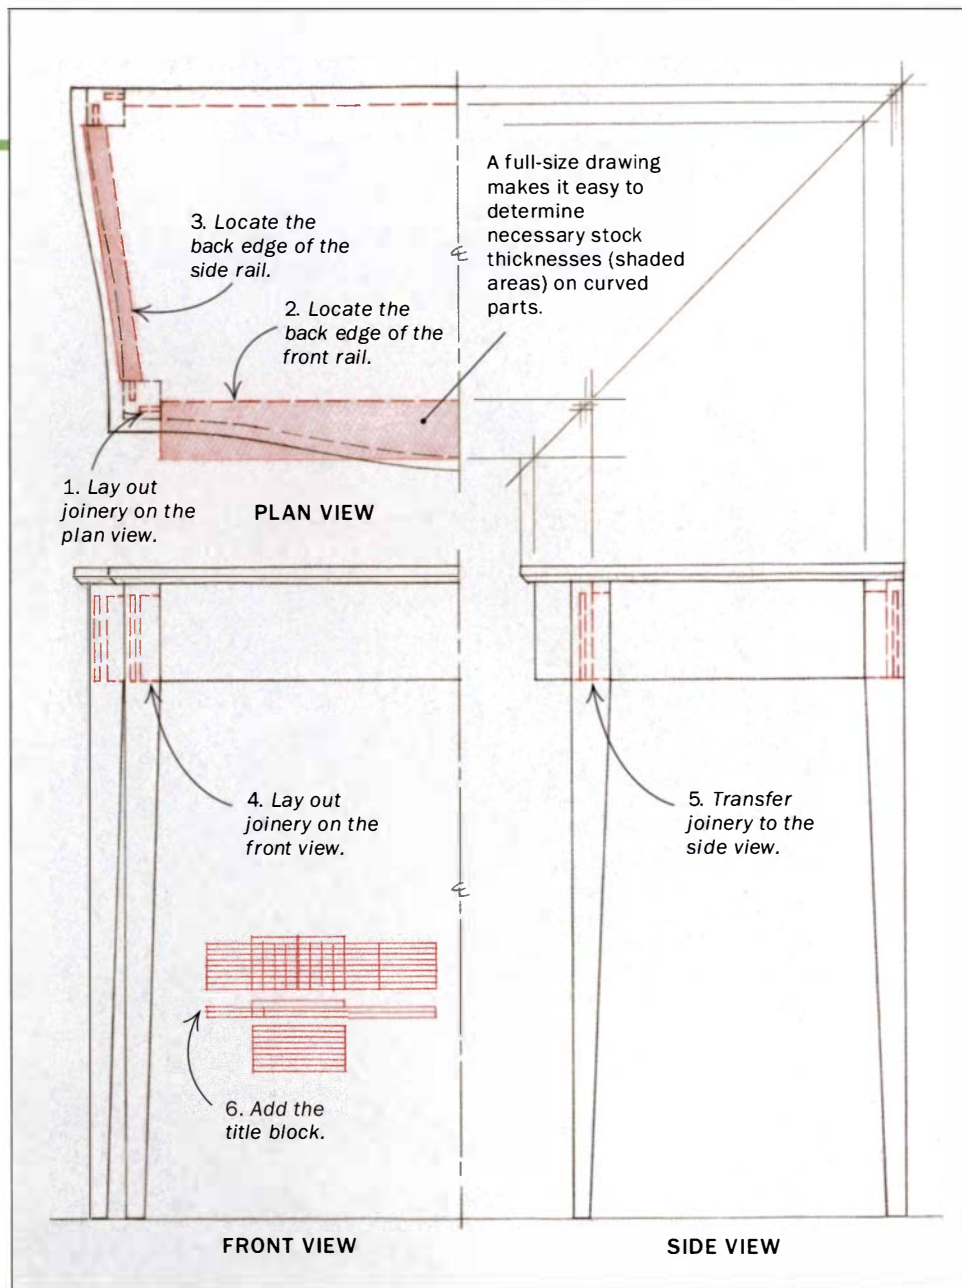 A full-size drawing
makes it easy to
determine
necessary stock
thicknesses (shaded
areas) on curved
parts.
3. Locate the
back edge of the
side rail.
2. Locate the
back edge of the
front rail.
1. Lay out
joinery on the
plan view.
PLAN VIEW
4. Lay out
joinery on the
front view.
5. Transfer
joinery to the
side view.
6. Add the
title block.
FRONT VIEW
SIDE VIEW